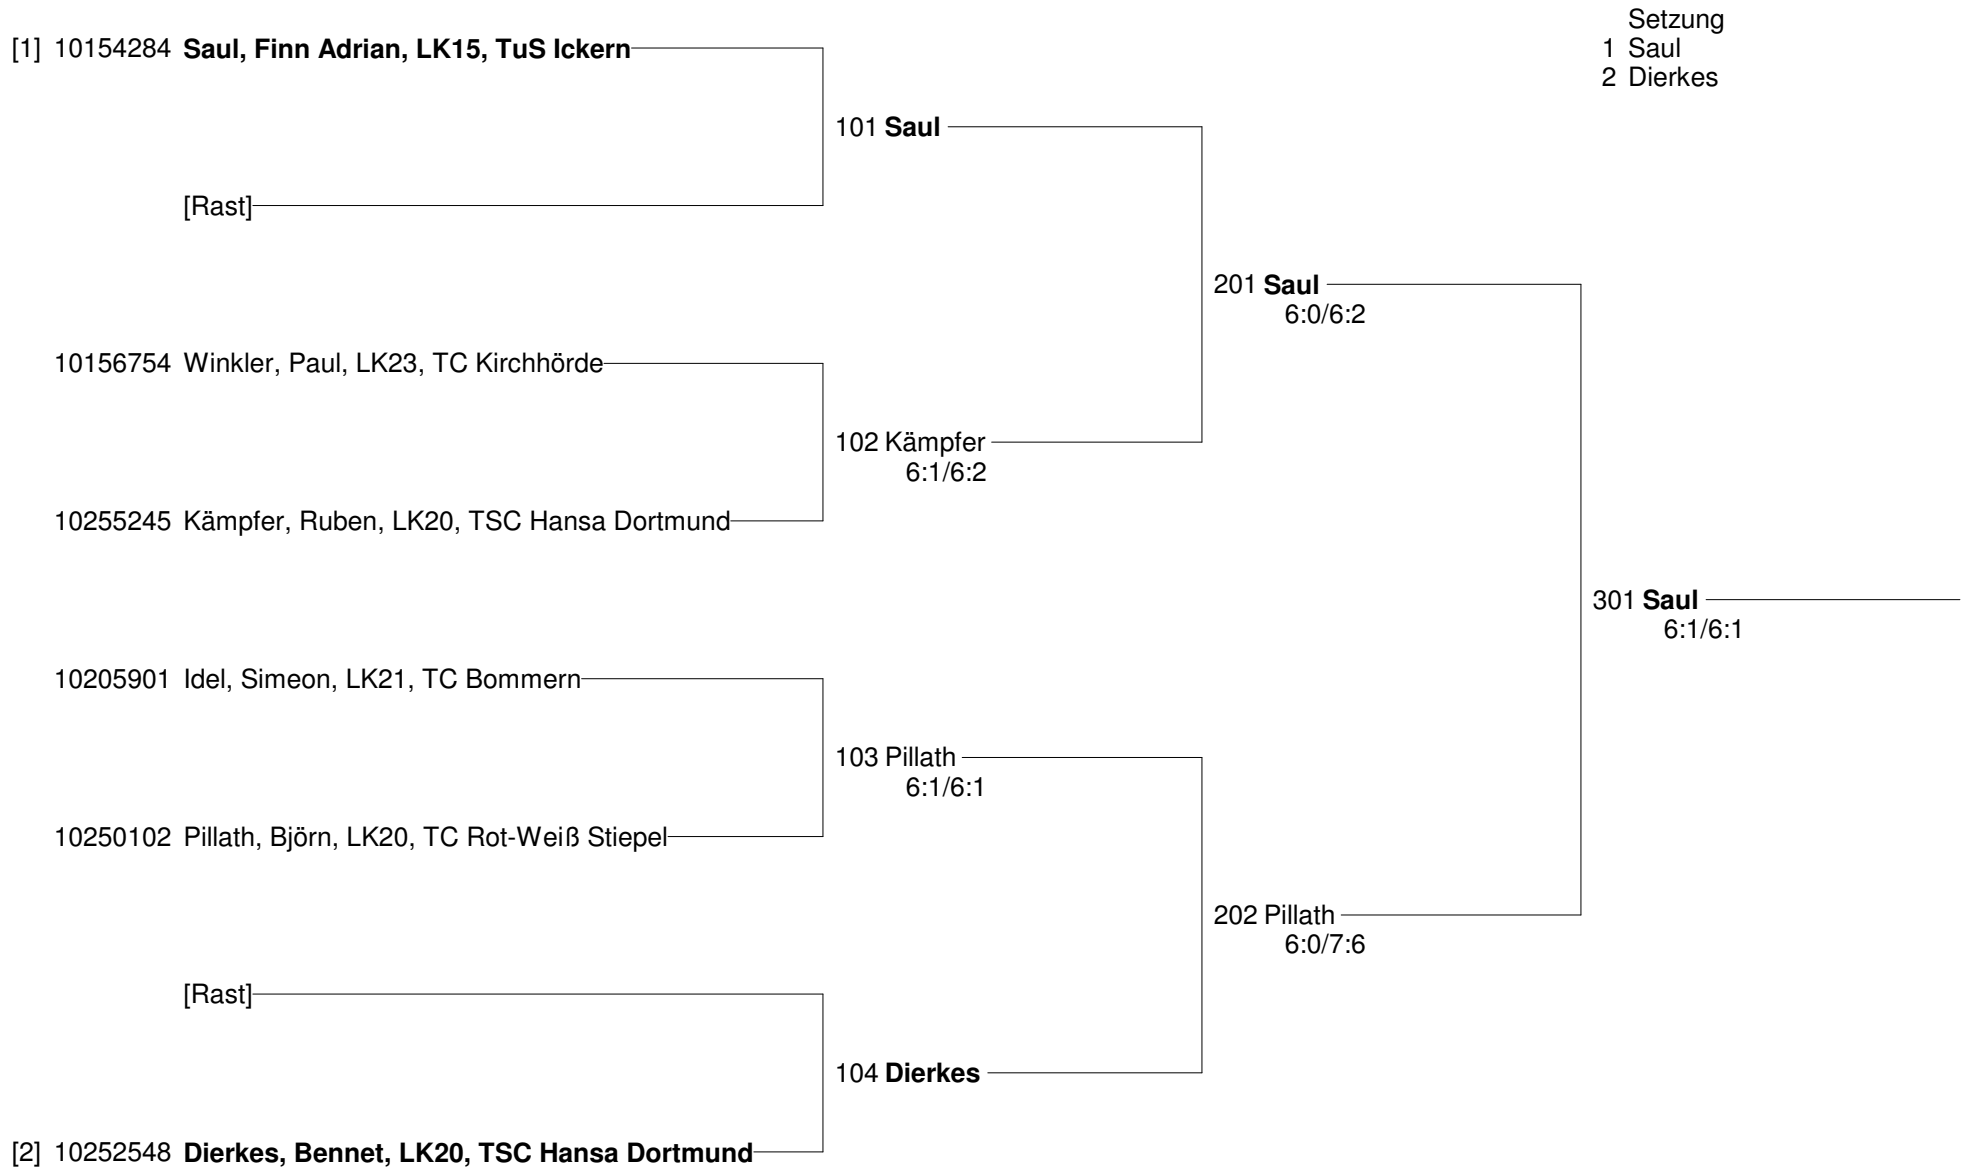 Setzung
1 Saul
2 Dierkes
[1] 10154284 Saul, Finn Adrian, LK15, TuS Ickern
101 Saul
[Rast]
201 Saul
6:0/6:2
10156754 Winkler, Paul, LK23, TC Kirchhörde
102 Kämpfer
6:1/6:2
10255245 Kämpfer, Ruben, LK20, TSC Hansa Dortmund
301 Saul
6:1/6:1
10205901 Idel, Simeon, LK21, TC Bommern
103 Pillath
6:1/6:1
10250102 Pillath, Björn, LK20, TC Rot-Weiß Stiepel
202 Pillath
6:0/7:6
[Rast]
104 Dierkes
[2] 10252548 Dierkes, Bennet, LK20, TSC Hansa Dortmund